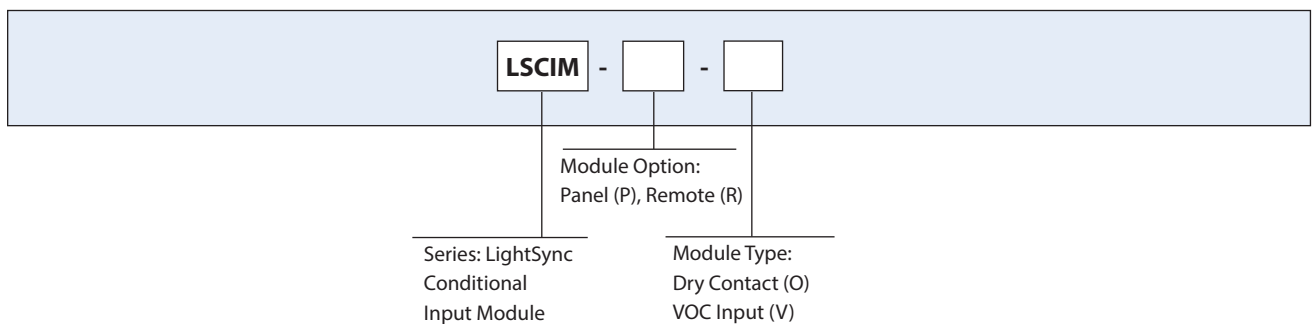 LSCIM - -
Module Option:
Panel (P), Remote (R)
Series: LightSync
Conditional
Input Module
Module Type:
Dry Contact (O)
VOC Input (V)